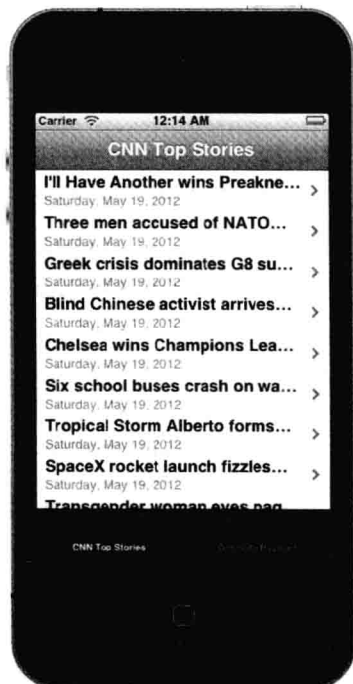 Carrier 12:14 AM
CNN Top Stories
I'll Have Another wins Preakne...
Saturday, May 19, 2012
Three men accused of NATO...
Saturday, May 19, 2012
Greek crisis dominates G8 su...
Saturday, May 19, 2012
Blind Chinese activist arrives...
Saturday, May 19, 2012
Chelsea wins Champions Lea...
Saturday, May 19, 2012
Six school buses crash on wa...
Saturday, May 19, 2012
Tropical Storm Alberto forms...
Saturday, May 19, 2012
SpaceX rocket launch fizzles...
Saturday, May 19, 2012
Transgender woman eyes pag...
CNN Top Stories